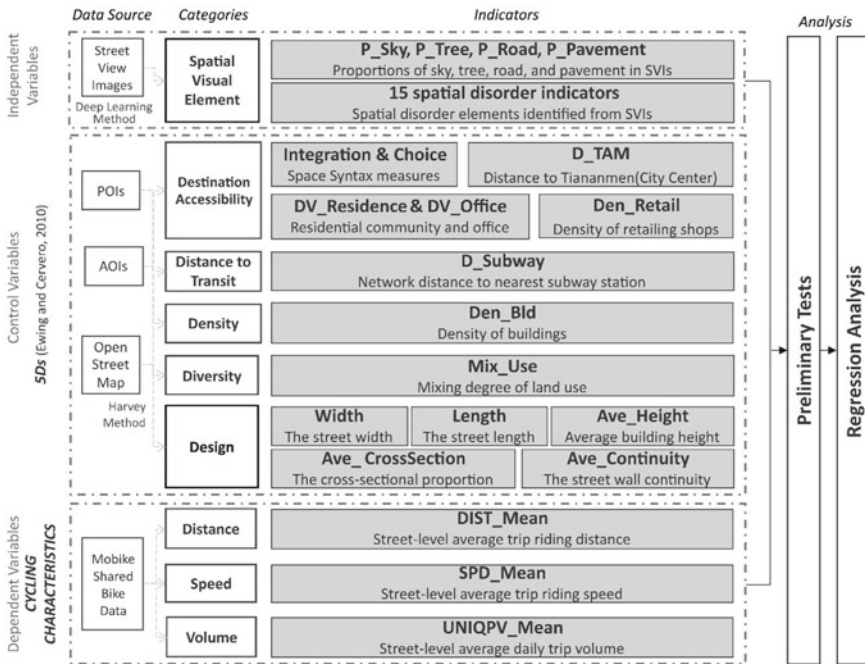 Data Source Categories Indicators Analysis
Independent
Variables
Street
View
Images
Deep Learning
Method
Spatial
Visual
Element
P_Sky, P_Tree, P_Road, P_Pavement
Proportions of sky, tree, road, and pavement in SVIs
15 spatial disorder indicators
Spatial disorder elements identified from SVIs
Control Variables
5Ds (Ewing and Cervero, 2010)
POIs
AOIs
Open
Street
Map
Harvey
Method
Destination
Accessibility
Integration & Choice
Space Syntax measures
D_TAM
Distance to Tiananmen(City Center)
DV_Residence & DV_Office
Residential community and office
Den_Retail
Density of retailing shops
Distance to
Transit
D_Subway
Network distance to nearest subway station
Density
Den_Bld
Density of buildings
Diversity
Mix_Use
Mixing degree of land use
Design
Width
The street width
Length
The street length
Ave_Height
Average building height
Ave_CrossSection
The cross-sectional proportion
Ave_Continuity
The street wall continuity
Dependent Variables
CYCLING
CHARACTERISTICS
Mobike
Shared
Bike
Data
Distance
DIST_Mean
Street-level average trip riding distance
Speed
SPD_Mean
Street-level average trip riding speed
Volume
UNIQPV_Mean
Street-level average daily trip volume
Preliminary Tests
Regression Analysis